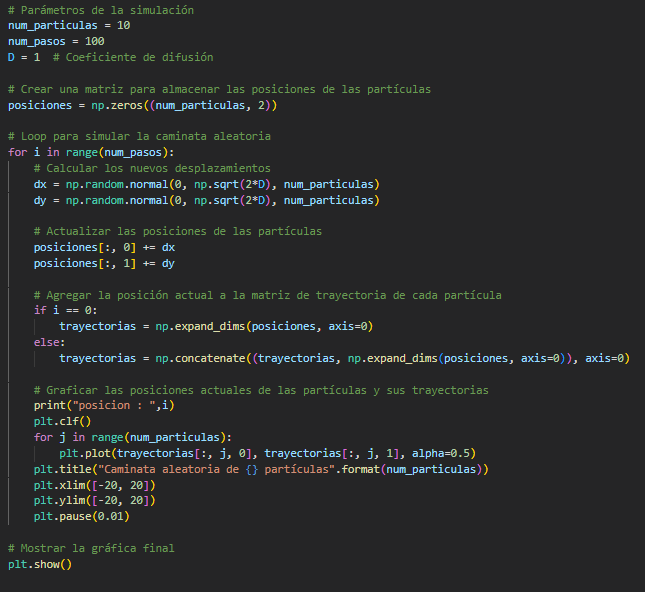 # Parámetros de la simulación
num_particulas = 10
num_pasos = 100
D = 1  # Coeficiente de difusión

# Crear una matriz para almacenar las posiciones de las partículas
posiciones = np.zeros((num_particulas, 2))

# Loop para simular la caminata aleatoria
for i in range(num_pasos):
    # Calcular los nuevos desplazamientos
    dx = np.random.normal(0, np.sqrt(2*D), num_particulas)
    dy = np.random.normal(0, np.sqrt(2*D), num_particulas)

    # Actualizar las posiciones de las partículas
    posiciones[:, 0] += dx
    posiciones[:, 1] += dy

    # Agregar la posición actual a la matriz de trayectoria de cada partícula
    if i == 0:
        trayectorias = np.expand_dims(posiciones, axis=0)
    else:
        trayectorias = np.concatenate((trayectorias, np.expand_dims(posiciones, axis=0)), axis=0)

    # Graficar las posiciones actuales de las partículas y sus trayectorias
    print("posicion : ",i)
    plt.clf()
    for j in range(num_particulas):
        plt.plot(trayectorias[:, j, 0], trayectorias[:, j, 1], alpha=0.5)
    plt.title("Caminata aleatoria de {} partículas".format(num_particulas))
    plt.xlim([-20, 20])
    plt.ylim([-20, 20])
    plt.pause(0.01)

# Mostrar la gráfica final
plt.show()